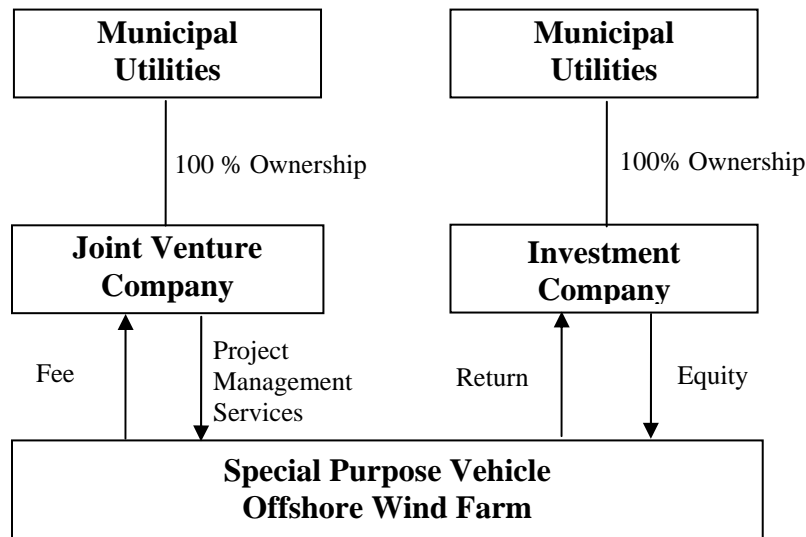 Municipal
Utilities
Municipal
Utilities
100 % Ownership
100% Ownership
Joint Venture
Company
Investment
Company
Fee
Project
Management
Services
Return
Equity
Special Purpose Vehicle
Offshore Wind Farm